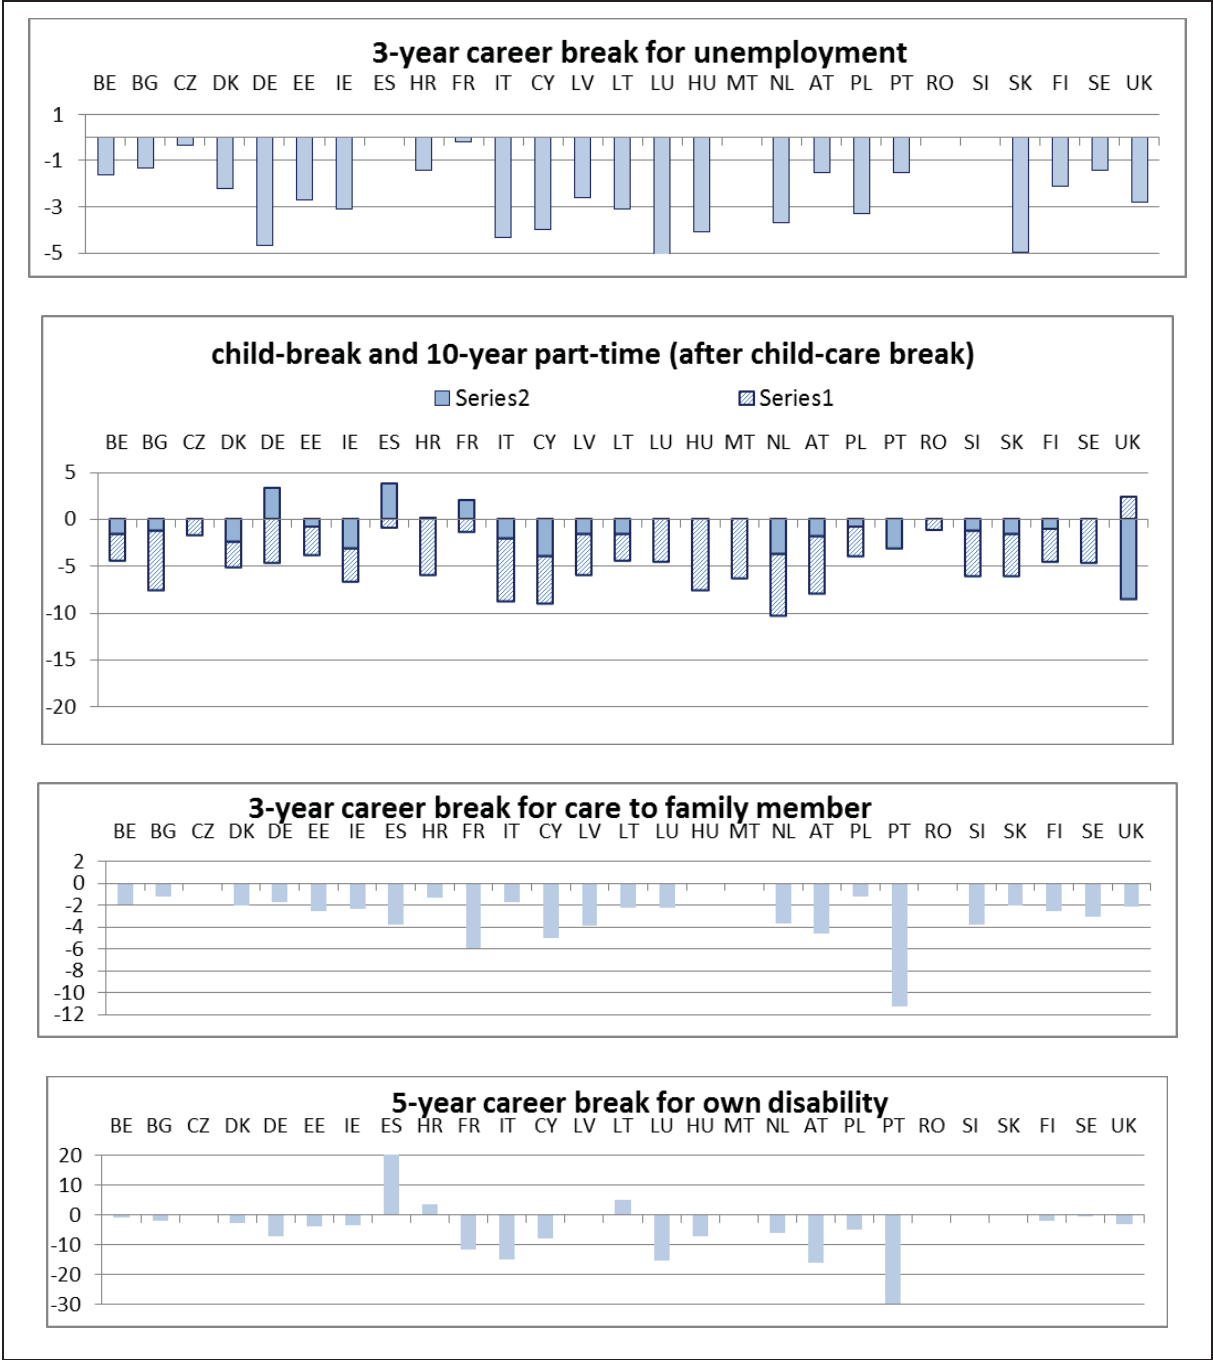 3-year career break for unemployment
BE BG CZ DK DE EE IE ES HR FR IT CY LV LT LU HU MT NL AT PL PT RO SI SK FI SE UK
1
-1
-3
-5
child-break and 10-year part-time (after child-care break)
Series2 Series1
BE BG CZ DK DE EE IE ES HR FR IT CY LV LT LU HU MT NL AT PL PT RO SI SK FI SE UK
5
0
-5
-10
-15
-20
3-year career break for care to family member
BE BG CZ DK DE EE IE ES HR FR IT CY LV LT LU HU MT NL AT PL PT RO SI SK FI SE UK
2
0
-2
-4
-6
-8
-10
-12
5-year career break for own disability
BE BG CZ DK DE EE IE ES HR FR IT CY LV LT LU HU MT NL AT PL PT RO SI SK FI SE UK
20
10
0
-10
-20
-30